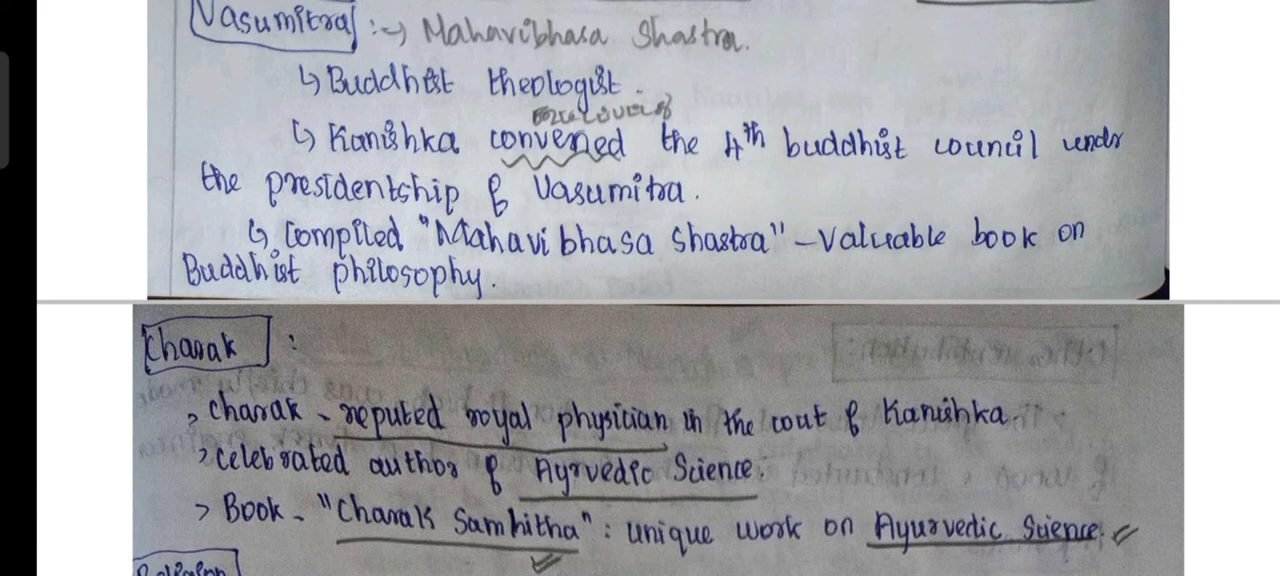 Vasumitra :→ Mahavibhasa Shastra.
↳ Buddhist theologist.
↳ Kanishka convened the 4th buddhist council under
the presidentship of Vasumitra.
↳ Compiled "Mahavibhasa shastra" – Valuable book on
Buddhist philosophy.
Charak :
> Charak - reputed royal physician in the cout of Kanishka.
> celebrated author of Ayrvedic Science.
> Book - "Charak Samhitha" : unique work on Ayurvedic Science.